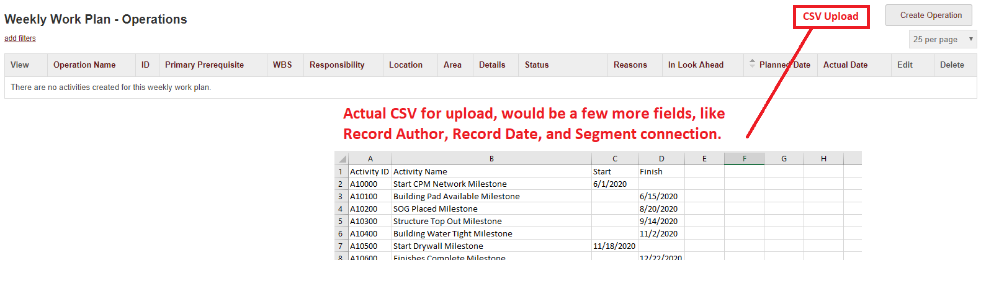 Weekly Work Plan - Operations
CSV Upload
Create Operation
add filters
25 per page
View Operation Name ID Primary Prerequisite WBS Responsibility Location Area Details Status Reasons In Look Ahead Planned Date Actual Date Edit Delete
There are no activities created for this weekly work plan.
Actual CSV for upload, would be a few more fields, like
Record Author, Record Date, and Segment connection.
A B C D E F G H
1 Activity ID Activity Name Start Finish
2 A10000 Start CPM Network Milestone 6/1/2020
3 A10100 Building Pad Available Milestone 6/15/2020
4 A10200 SOG Placed Milestone 8/20/2020
5 A10300 Structure Top Out Milestone 9/14/2020
6 A10400 Building Water Tight Milestone 11/2/2020
7 A10500 Start Drywall Milestone 11/18/2020
8 A10600 Finishes Complete Milestone 12/22/2020